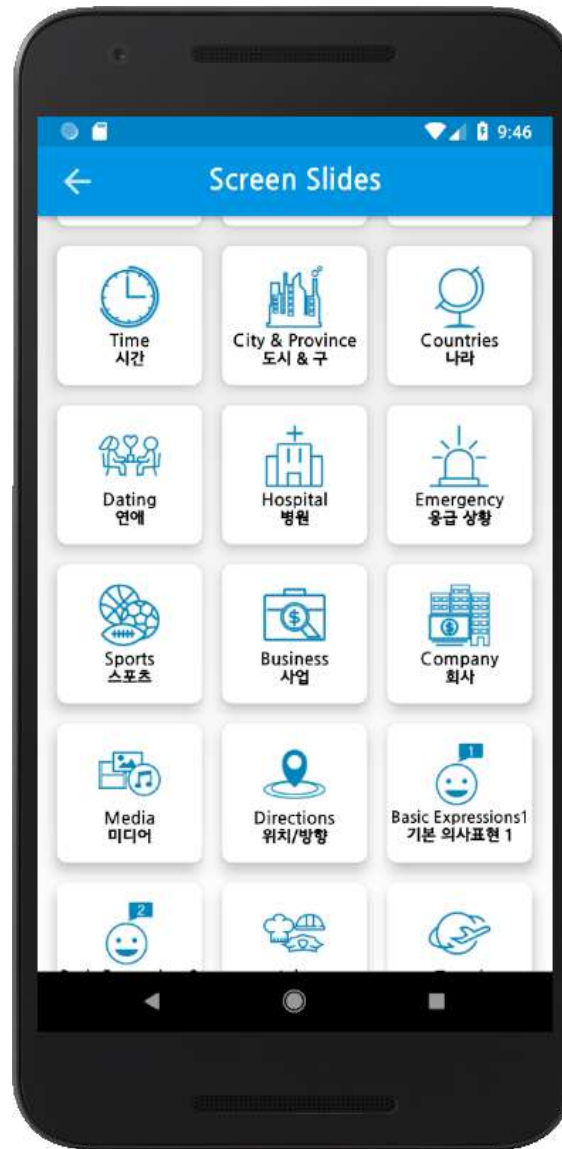 9:46
Screen Slides
Time
시간
City & Province
도시 & 구
Countries
나라
Dating
연애
Hospital
병원
Emergency
응급 상황
Sports
스포츠
$
Business
사업
$
Company
회사
Media
미디어
Directions
위치/방향
1
Basic Expressions1
기본 의사표현 1
2